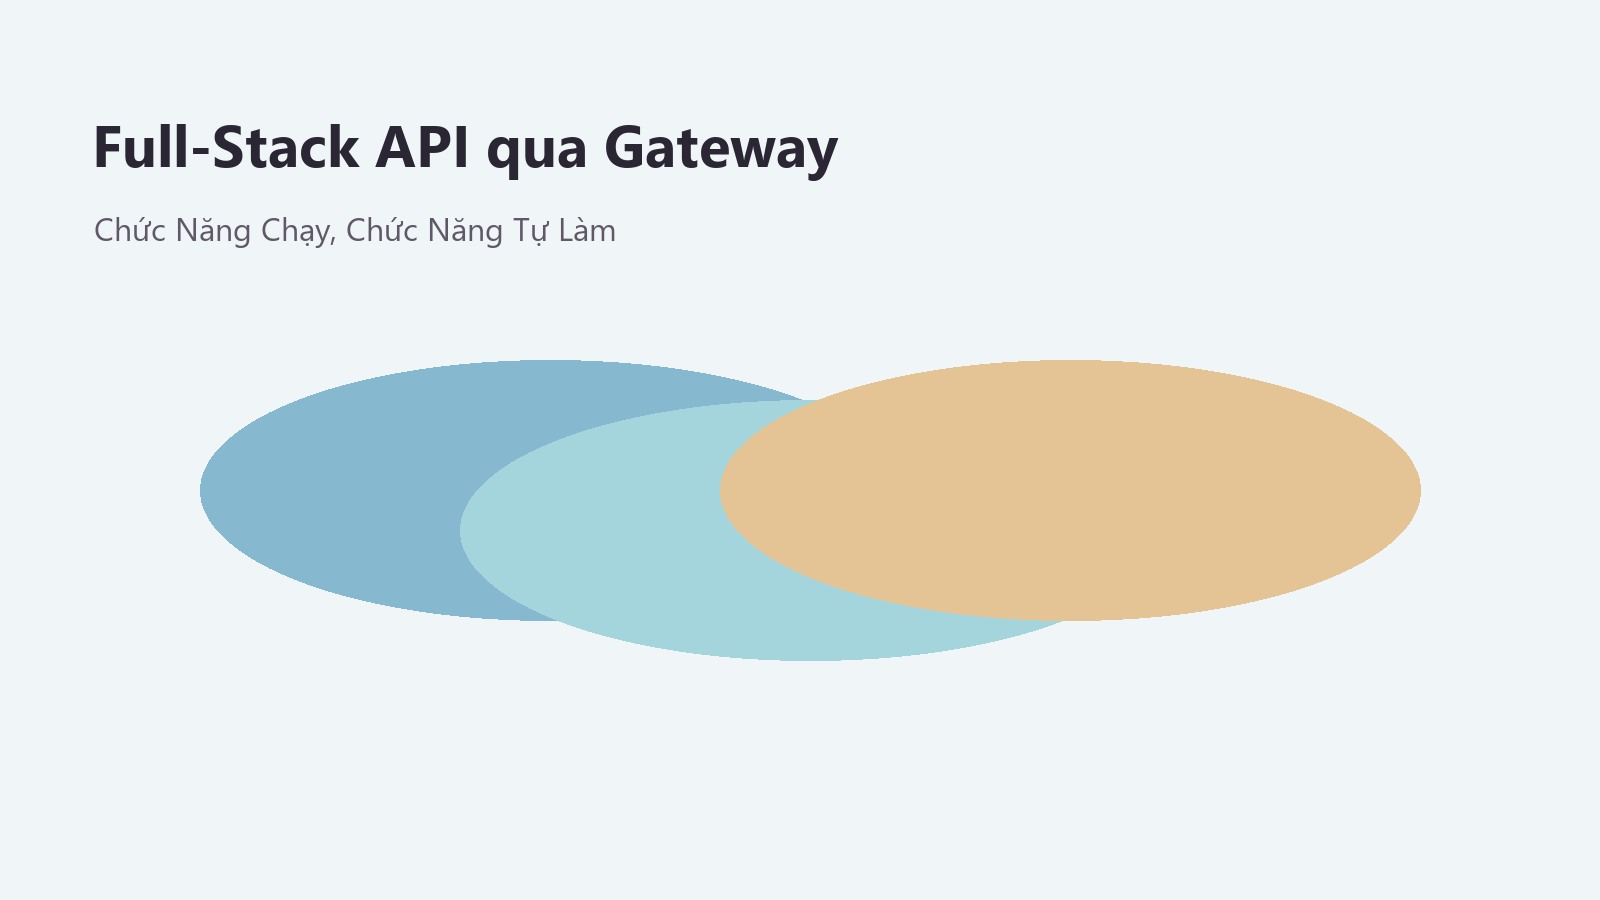 Full-Stack API qua Gateway
Chức Năng Chạy, Chức Năng Tự Làm